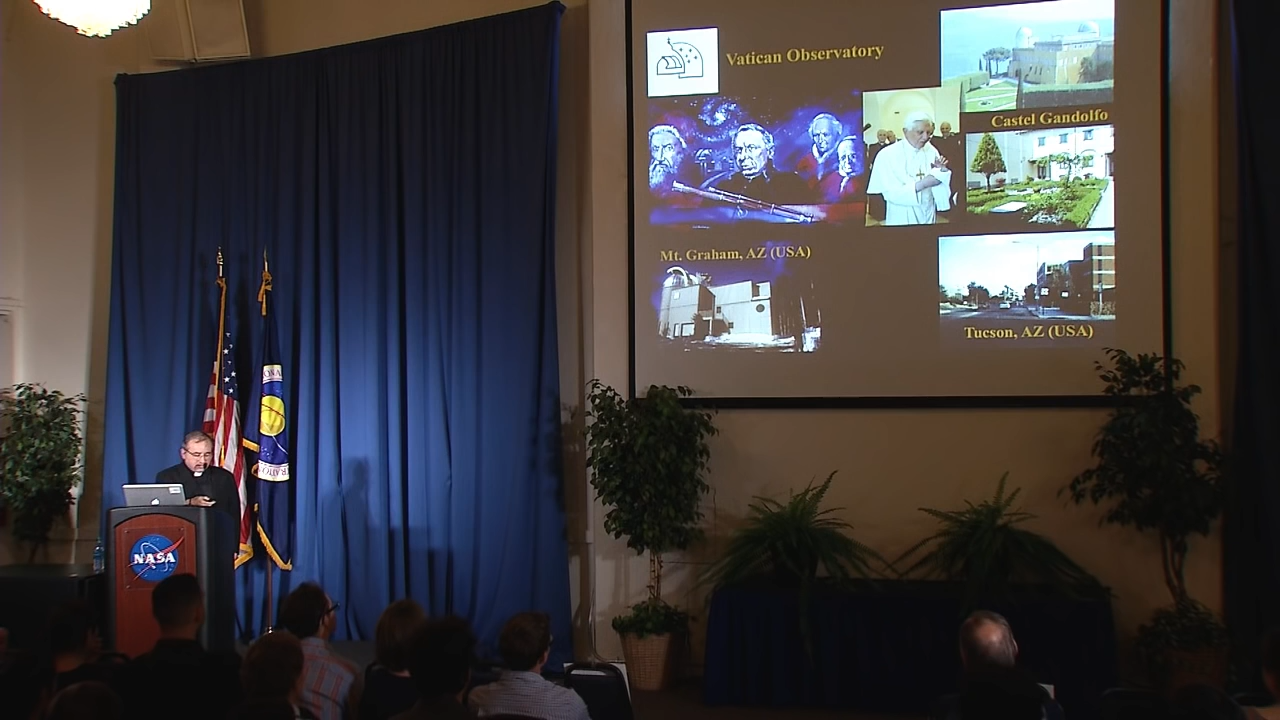 Vatican Observatory
Castel Gandolfo
Mt. Graham, AZ (USA)
Tucson, AZ (USA)
NASA